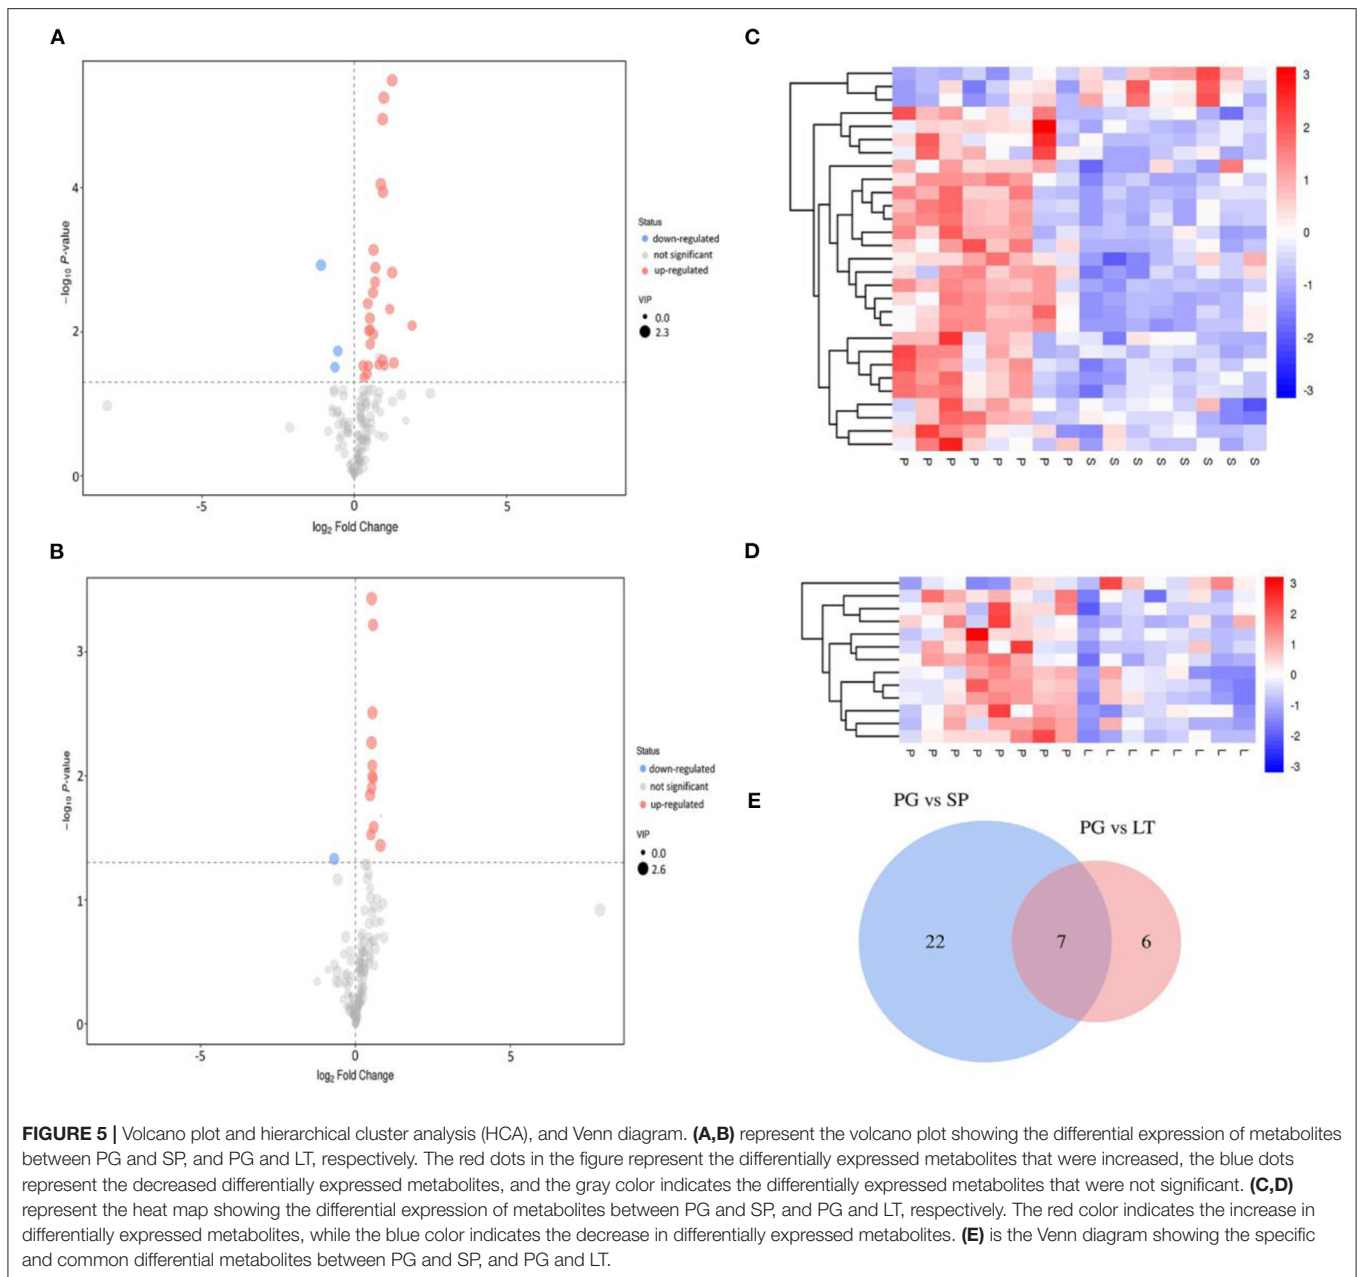 A
−log₁₀ P-value
4
2
0
-5
0
5
log₂ Fold Change
Status
down-regulated
not significant
up-regulated
VIP
0.0
2.3
B
−log₁₀ P-value
3
2
1
0
-5
0
5
log₂ Fold Change
Status
down-regulated
not significant
up-regulated
VIP
0.0
2.6
C
3
2
1
0
-1
-2
-3
P P P P P P P P S S S S S S S S
D
3
2
1
0
-1
-2
-3
P P P P P P P P L L L L L L L L
E
PG vs SP
PG vs LT
22
7
6
FIGURE 5 | Volcano plot and hierarchical cluster analysis (HCA), and Venn diagram. (A,B) represent the volcano plot showing the differential expression of metabolites
between PG and SP, and PG and LT, respectively. The red dots in the figure represent the differentially expressed metabolites that were increased, the blue dots
represent the decreased differentially expressed metabolites, and the gray color indicates the differentially expressed metabolites that were not significant. (C,D)
represent the heat map showing the differential expression of metabolites between PG and SP, and PG and LT, respectively. The red color indicates the increase in
differentially expressed metabolites, while the blue color indicates the decrease in differentially expressed metabolites. (E) is the Venn diagram showing the specific
and common differential metabolites between PG and SP, and PG and LT.